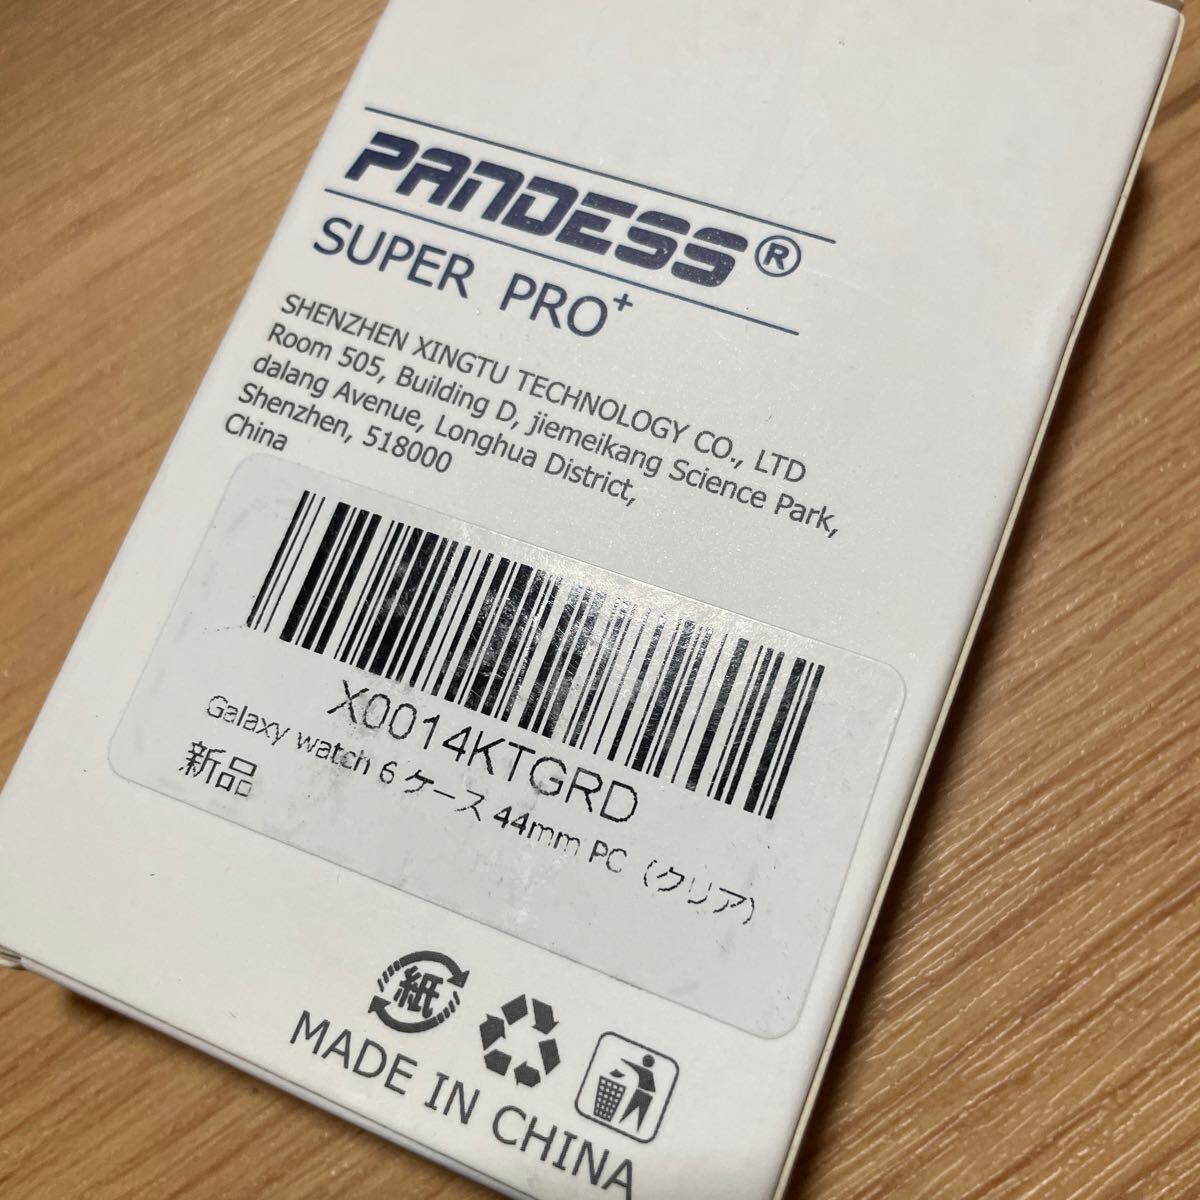 PANDESS®
SUPER PRO+
SHENZHEN XINGTU TECHNOLOGY CO., LTD
Room 505, Building D, jiemeikang Science Park,
dalang Avenue, Longhua District,
Shenzhen, 518000
China
X0014KTGRD
Galaxy watch 6 ケース 44mm PC（クリア）
新品
紙
MADE IN CHINA